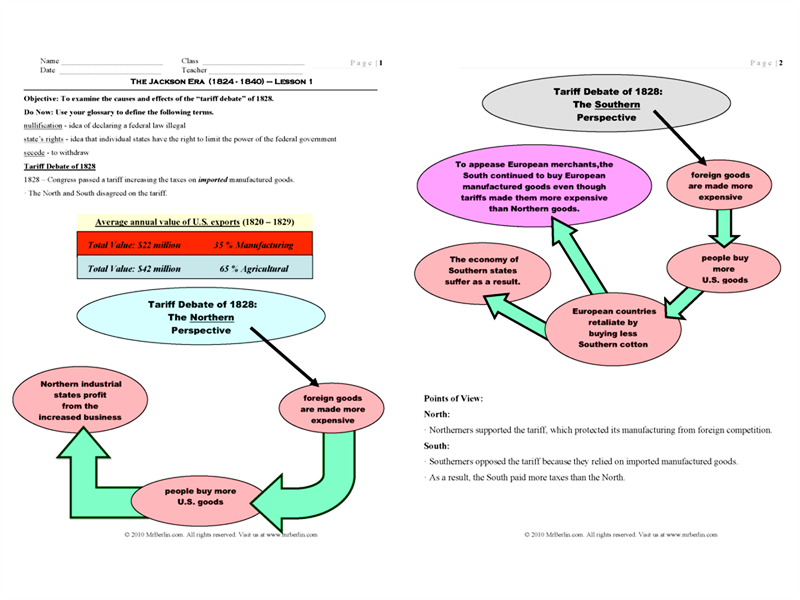 Name ____________ Class ____________ Page | 1
Date ____________ Teacher ____________
THE JACKSON ERA (1824 - 1840) – LESSON 1
Objective: To examine the causes and effects of the “tariff debate” of 1828.
Do Now: Use your glossary to define the following terms.
nullification - idea of declaring a federal law illegal
state’s rights - idea that individual states have the right to limit the power of the federal government
secede - to withdraw
Tariff Debate of 1828
1828 – Congress passed a tariff increasing the taxes on imported manufactured goods.
· The North and South disagreed on the tariff.
Average annual value of U.S. exports (1820 – 1829)
Total Value: $22 million 35 % Manufacturing
Total Value: $42 million 65 % Agricultural
Tariff Debate of 1828:
The Northern
Perspective
Northern industrial
states profit
from the
increased business
foreign goods
are made more
expensive
people buy more
U.S. goods
© 2010 MrBerlin.com. All rights reserved. Visit us at www.mrberlin.com
Page | 2
Tariff Debate of 1828:
The Southern
Perspective
To appease European merchants,the
South continued to buy European
manufactured goods even though
tariffs made them more expensive
than Northern goods.
foreign goods
are made more
expensive
The economy of
Southern states
suffer as a result.
people buy
more
U.S. goods
European countries
retaliate by
buying less
Southern cotton
Points of View:
North:
· Northerners supported the tariff, which protected its manufacturing from foreign competition.
South:
· Southerners opposed the tariff because they relied on imported manufactured goods.
· As a result, the South paid more taxes than the North.
© 2010 MrBerlin.com. All rights reserved. Visit us at www.mrberlin.com